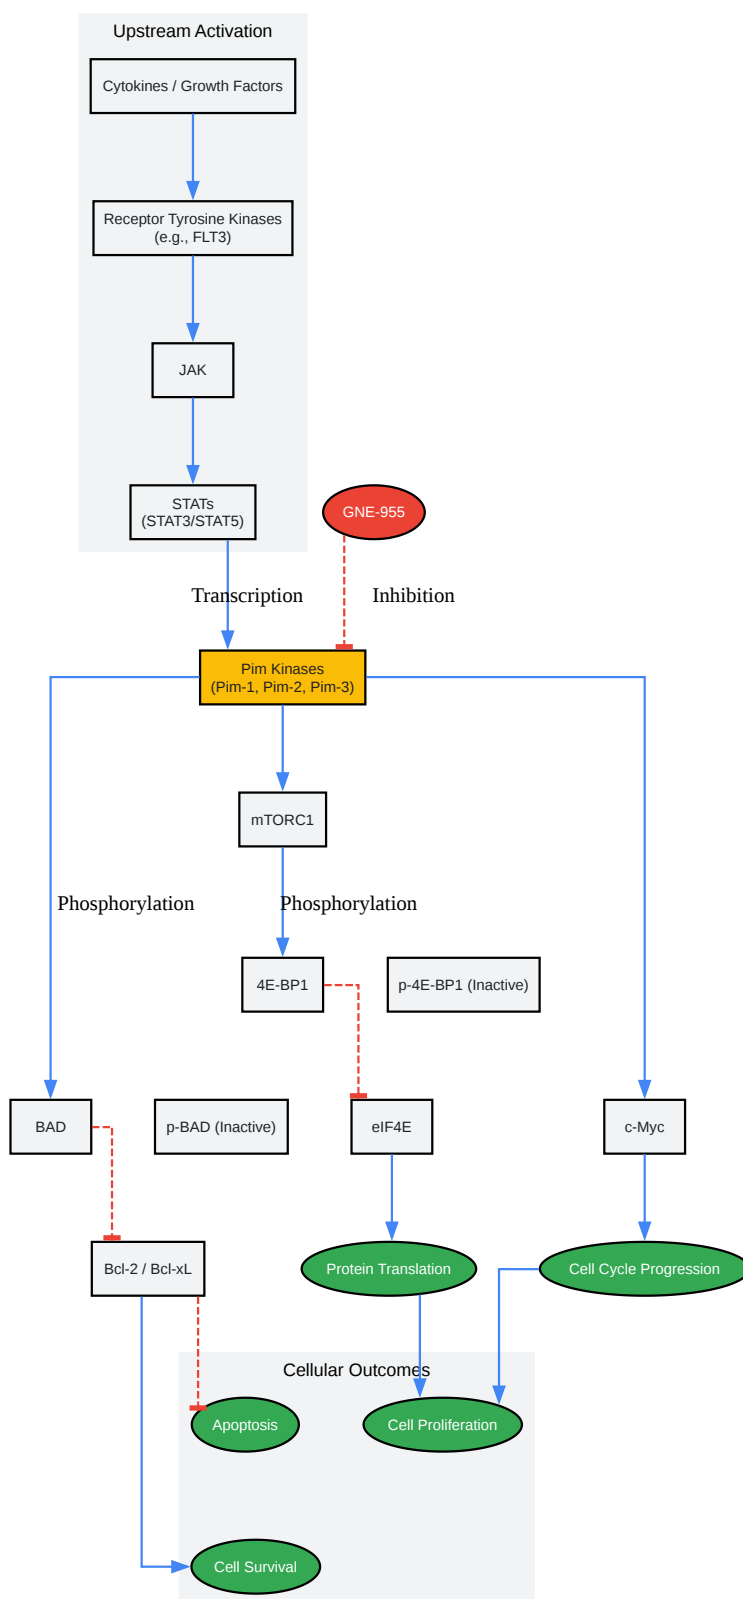 Upstream Activation
Cytokines / Growth Factors
Receptor Tyrosine Kinases
(e.g., FLT3)
JAK
STATs
(STAT3/STAT5)
GNE-955
Transcription
Inhibition
Pim Kinases
(Pim-1, Pim-2, Pim-3)
mTORC1
Phosphorylation
Phosphorylation
4E-BP1
p-4E-BP1 (Inactive)
BAD
p-BAD (Inactive)
eIF4E
c-Myc
Bcl-2 / Bcl-xL
Protein Translation
Cell Cycle Progression
Cellular Outcomes
Apoptosis
Cell Proliferation
Cell Survival